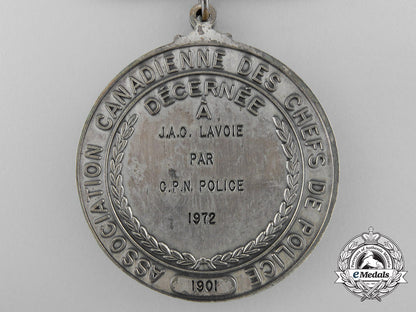 ASSOCIATION CANADIENNE DES CHEFS DE POLICE
DÉCERNÉE
À
J.A.O. LAVOIE
PAR
C.P.N. POLICE
1972
1901
eMedals